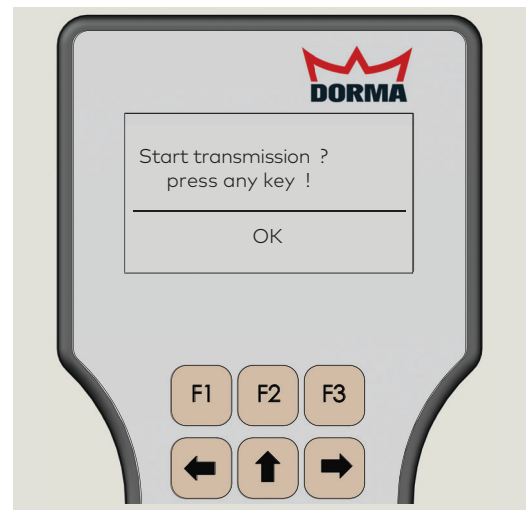 DORMA
Start transmission ?
press any key !
OK
F1 F2 F3